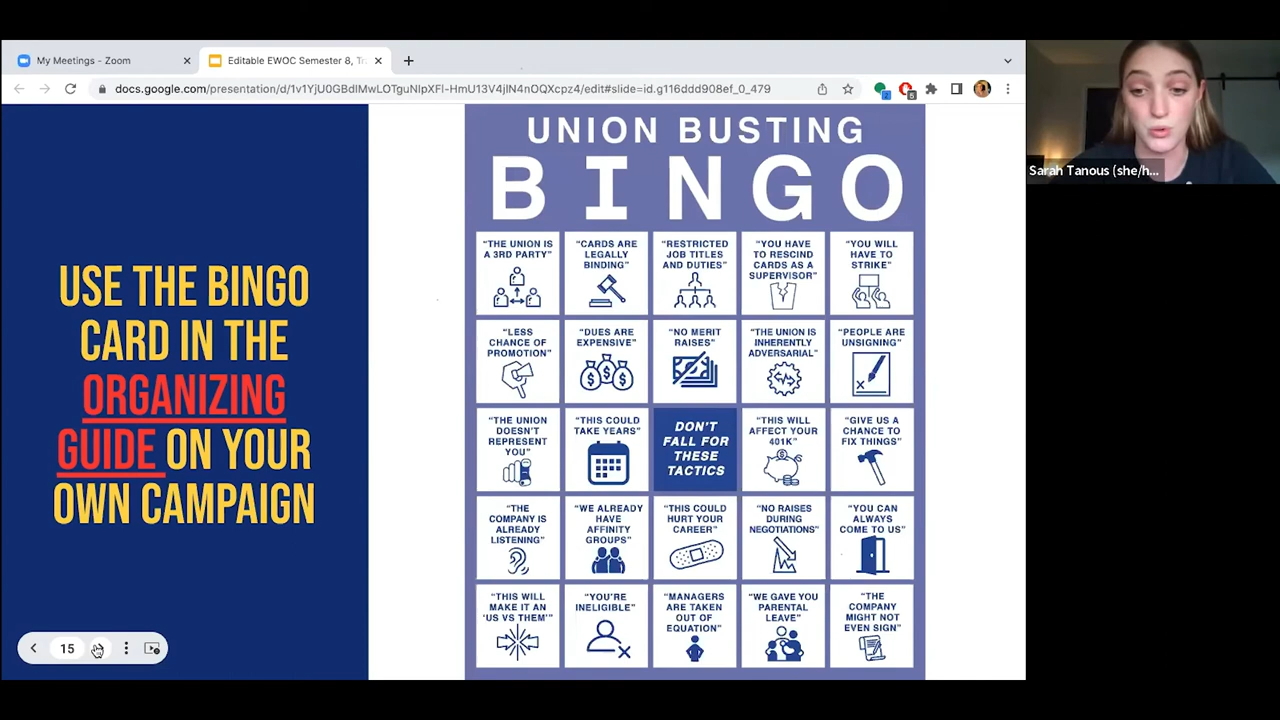 My Meetings - Zoom
Editable EWOC Semester 8, Tr
docs.google.com/presentation/d/1v1YjU0GBdIMwLOTguNIpXFI-HmU13V4jIN4nOQXcpz4/edit#slide=id.g116ddd908ef_0_479
2
5
Sarah Tanous (she/h...
USE THE BINGO
CARD IN THE
ORGANIZING
GUIDE ON YOUR
OWN CAMPAIGN
15
UNION BUSTING
BINGO
"THE UNION IS
A 3RD PARTY"
"CARDS ARE
LEGALLY
BINDING"
"RESTRICTED
JOB TITLES
AND DUTIES"
"YOU HAVE
TO RESCIND
CARDS AS A
SUPERVISOR"
"YOU WILL
HAVE TO
STRIKE"
"LESS
CHANCE OF
PROMOTION"
"DUES ARE
EXPENSIVE"
"NO MERIT
RAISES"
"THE UNION IS
INHERENTLY
ADVERSARIAL"
"PEOPLE ARE
UNSIGNING"
"THE UNION
DOESN'T
REPRESENT
YOU"
"THIS COULD
TAKE YEARS"
DON'T
FALL FOR
THESE
TACTICS
"THIS WILL
AFFECT YOUR
401K"
"GIVE US A
CHANCE TO
FIX THINGS"
"THE
COMPANY IS
ALREADY
LISTENING"
"WE ALREADY
HAVE
AFFINITY
GROUPS"
"THIS COULD
HURT YOUR
CAREER"
"NO RAISES
DURING
NEGOTIATIONS"
"YOU CAN
ALWAYS
COME TO US"
"THIS WILL
MAKE IT AN
'US VS THEM'"
"YOU'RE
INELIGIBLE"
"MANAGERS
ARE TAKEN
OUT OF
EQUATION"
"WE GAVE YOU
PARENTAL
LEAVE"
"THE
COMPANY
MIGHT NOT
EVEN SIGN"